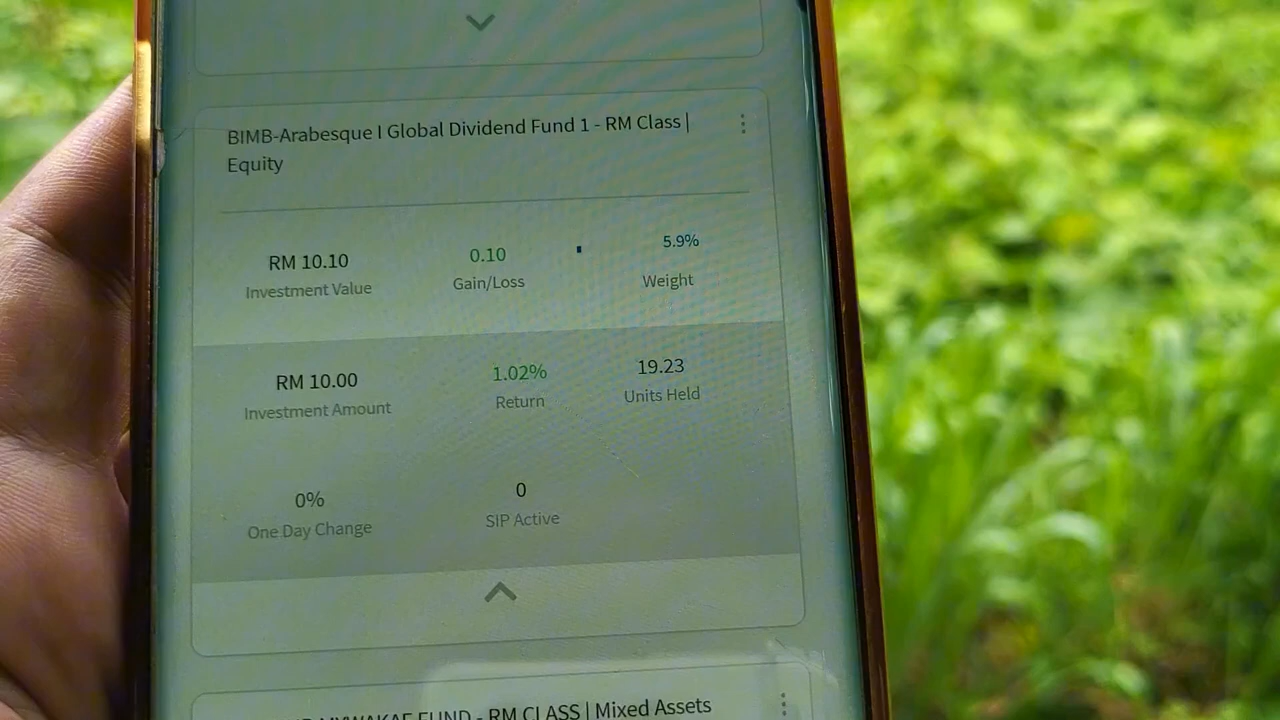 BIMB-Arabesque I Global Dividend Fund 1 - RM Class |
Equity
RM 10.10
0.10
5.9%
Investment Value
Gain/Loss
Weight
RM 10.00
1.02%
19.23
Investment Amount
Return
Units Held
0%
0
One Day Change
SIP Active
FUND - RM CLASS | Mixed Assets